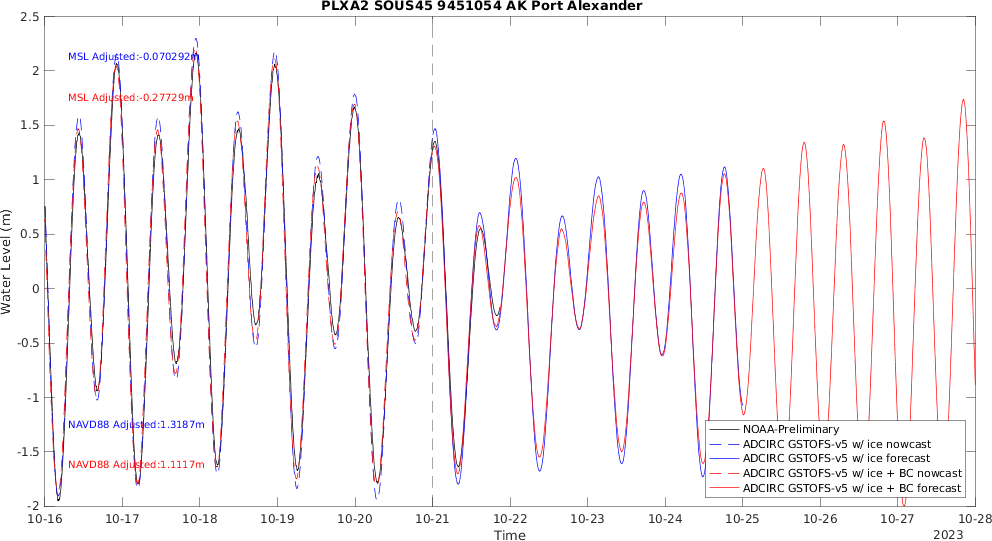 PLXA2 SOUS45 9451054 AK Port Alexander
2.5
2
1.5
1
0.5
0
-0.5
-1
-1.5
-2
Water Level (m)
MSL Adjusted:-0.070292m
MSL Adjusted:-0.27729m
NAVD88 Adjusted:1.3187m
NAVD88 Adjusted:1.1117m
NOAA-Preliminary
ADCIRC GSTOFS-v5 w/ ice nowcast
ADCIRC GSTOFS-v5 w/ ice forecast
ADCIRC GSTOFS-v5 w/ ice + BC nowcast
ADCIRC GSTOFS-v5 w/ ice + BC forecast
10-16 10-17 10-18 10-19 10-20 10-21 10-22 10-23 10-24 10-25 10-26 10-27 10-28
Time
2023